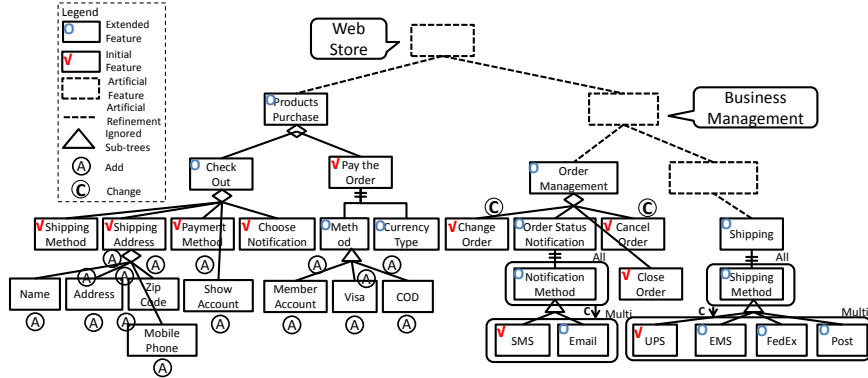 Legend
O Extended
Feature
√ Initial
Feature
Artificial
Feature
Artificial
Refinement
Ignored
Sub-trees
A Add
C Change
Web
Store
Business
Management
O Products
Purchase
O Check
Out
√ Pay the
Order
O Order
Management
√ Shipping
Method
√ Shipping
Address
√ Payment
Method
√ Choose
Notification
O Meth
od
O Currency
Type
C
C
√ Change
Order
O Order Status
Notification
√ Cancel
Order
O Shipping
A A A A A A A A
Name
Address
Zip
Code
Show
Account
Member
Account
Visa
COD
All
O Notification
Method
√ Close
Order
All
O Shipping
Method
A A A A A A A
Mobile
Phone
A
C Multi
√ SMS
O Email
C Multi
√ UPS
O EMS
O FedEx
O Post